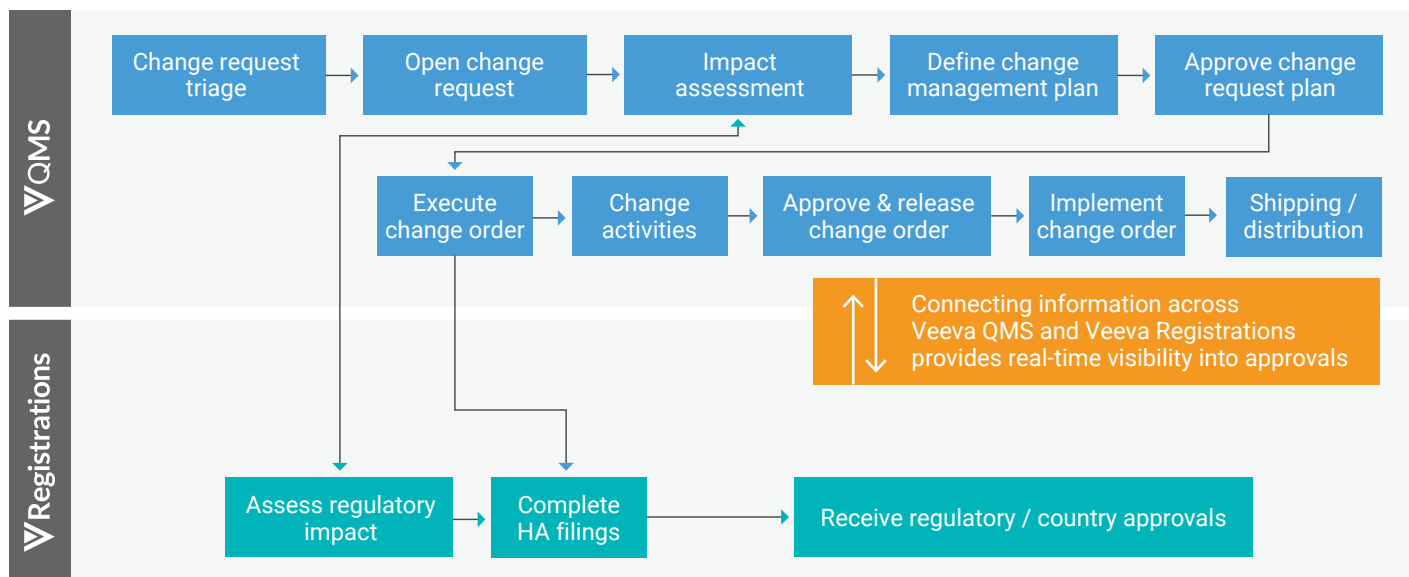 QMS
Change request
triage
Open change
request
Impact
assessment
Define change
management plan
Approve change
request plan
Execute
change order
Change
activities
Approve & release
change order
Implement
change order
Shipping /
distribution
Connecting information across
Veeva QMS and Veeva Registrations
provides real-time visibility into approvals
Registrations
Assess regulatory
impact
Complete
HA filings
Receive regulatory / country approvals